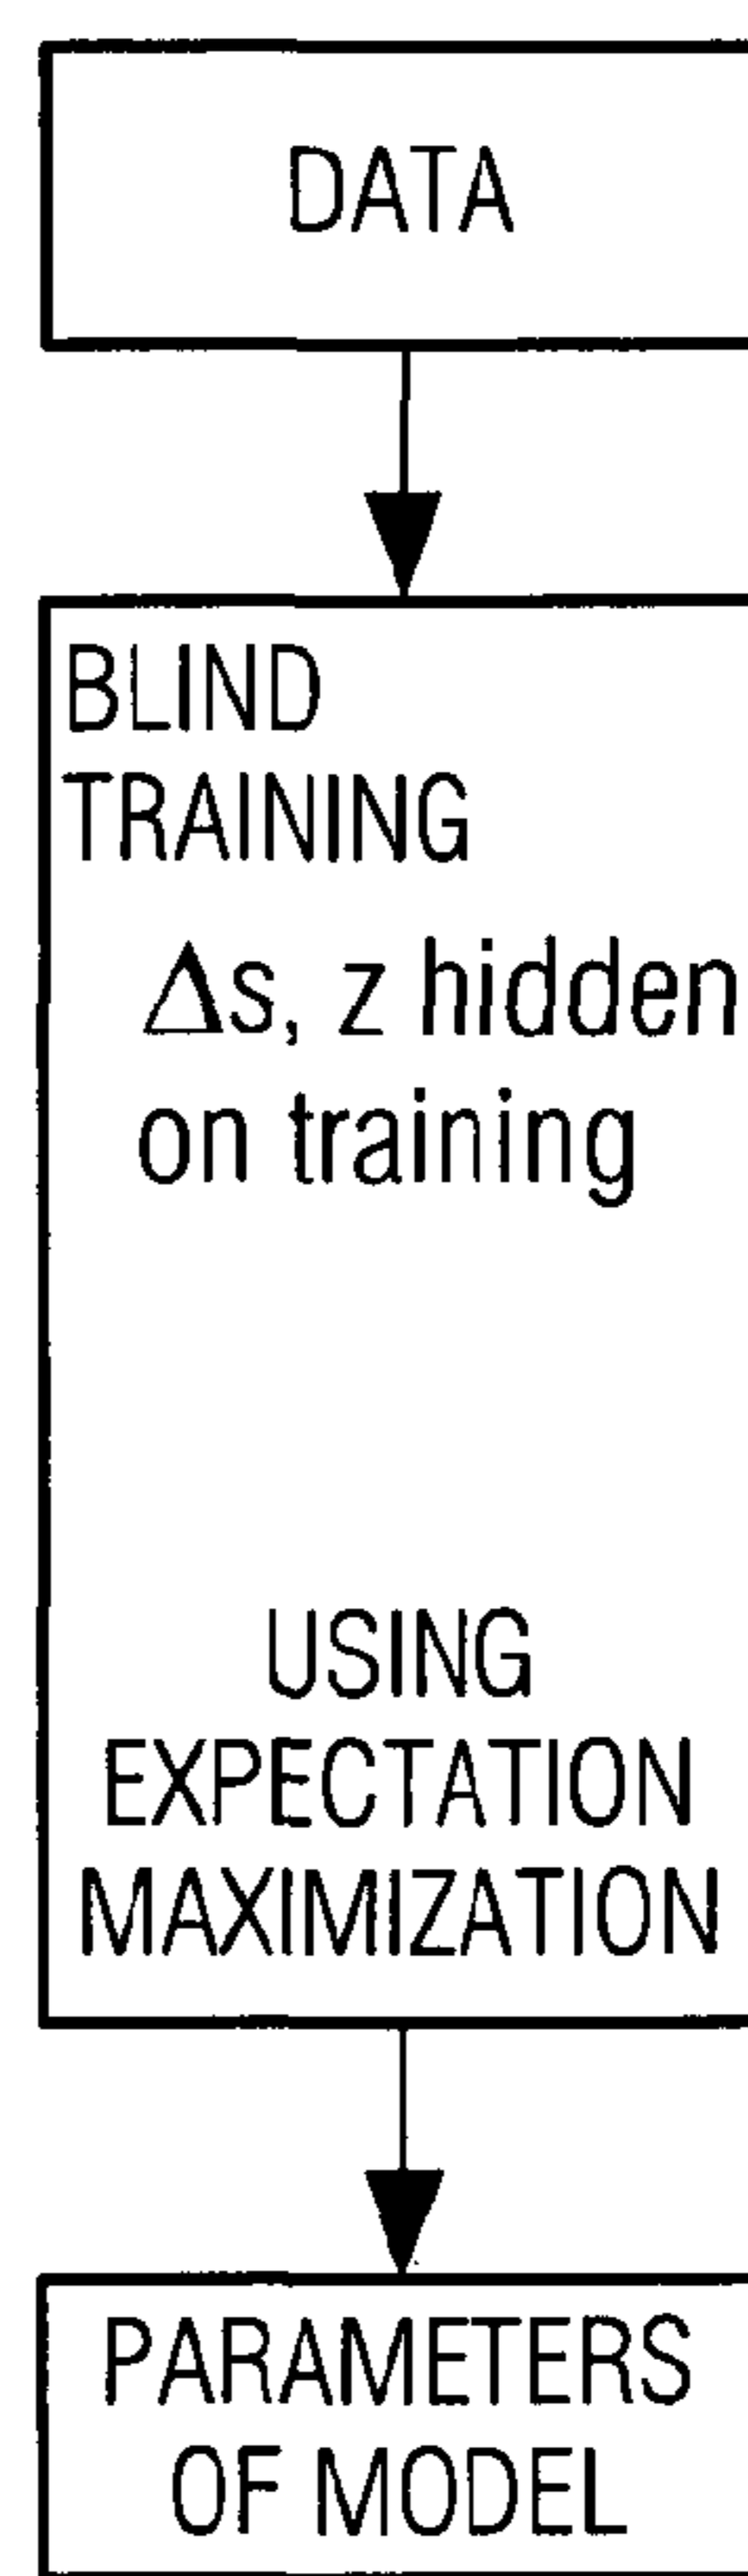 DATA
BLIND
TRAINING
Δs, z hidden
on training
USING
EXPECTATION
MAXIMIZATION
PARAMETERS
OF MODEL